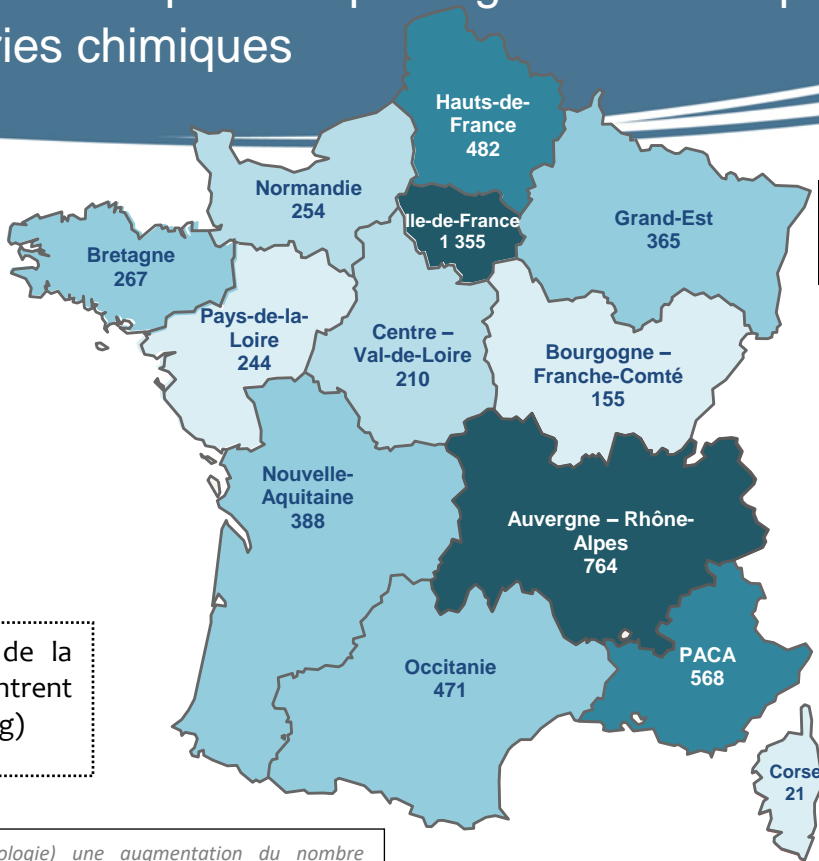 ries chimiques
Hauts-de-
France
482
Normandie
254
Ile-de-France
1 355
Grand-Est
365
Bretagne
267
Pays-de-la-
Loire
244
Centre –
Val-de-Loire
210
Bourgogne –
Franche-Comté
155
Nouvelle-
Aquitaine
388
Auvergne – Rhône-
Alpes
764
Occitanie
471
PACA
568
Corse
21
de la
ntrent
g)
ologie) une augmentation du nombre